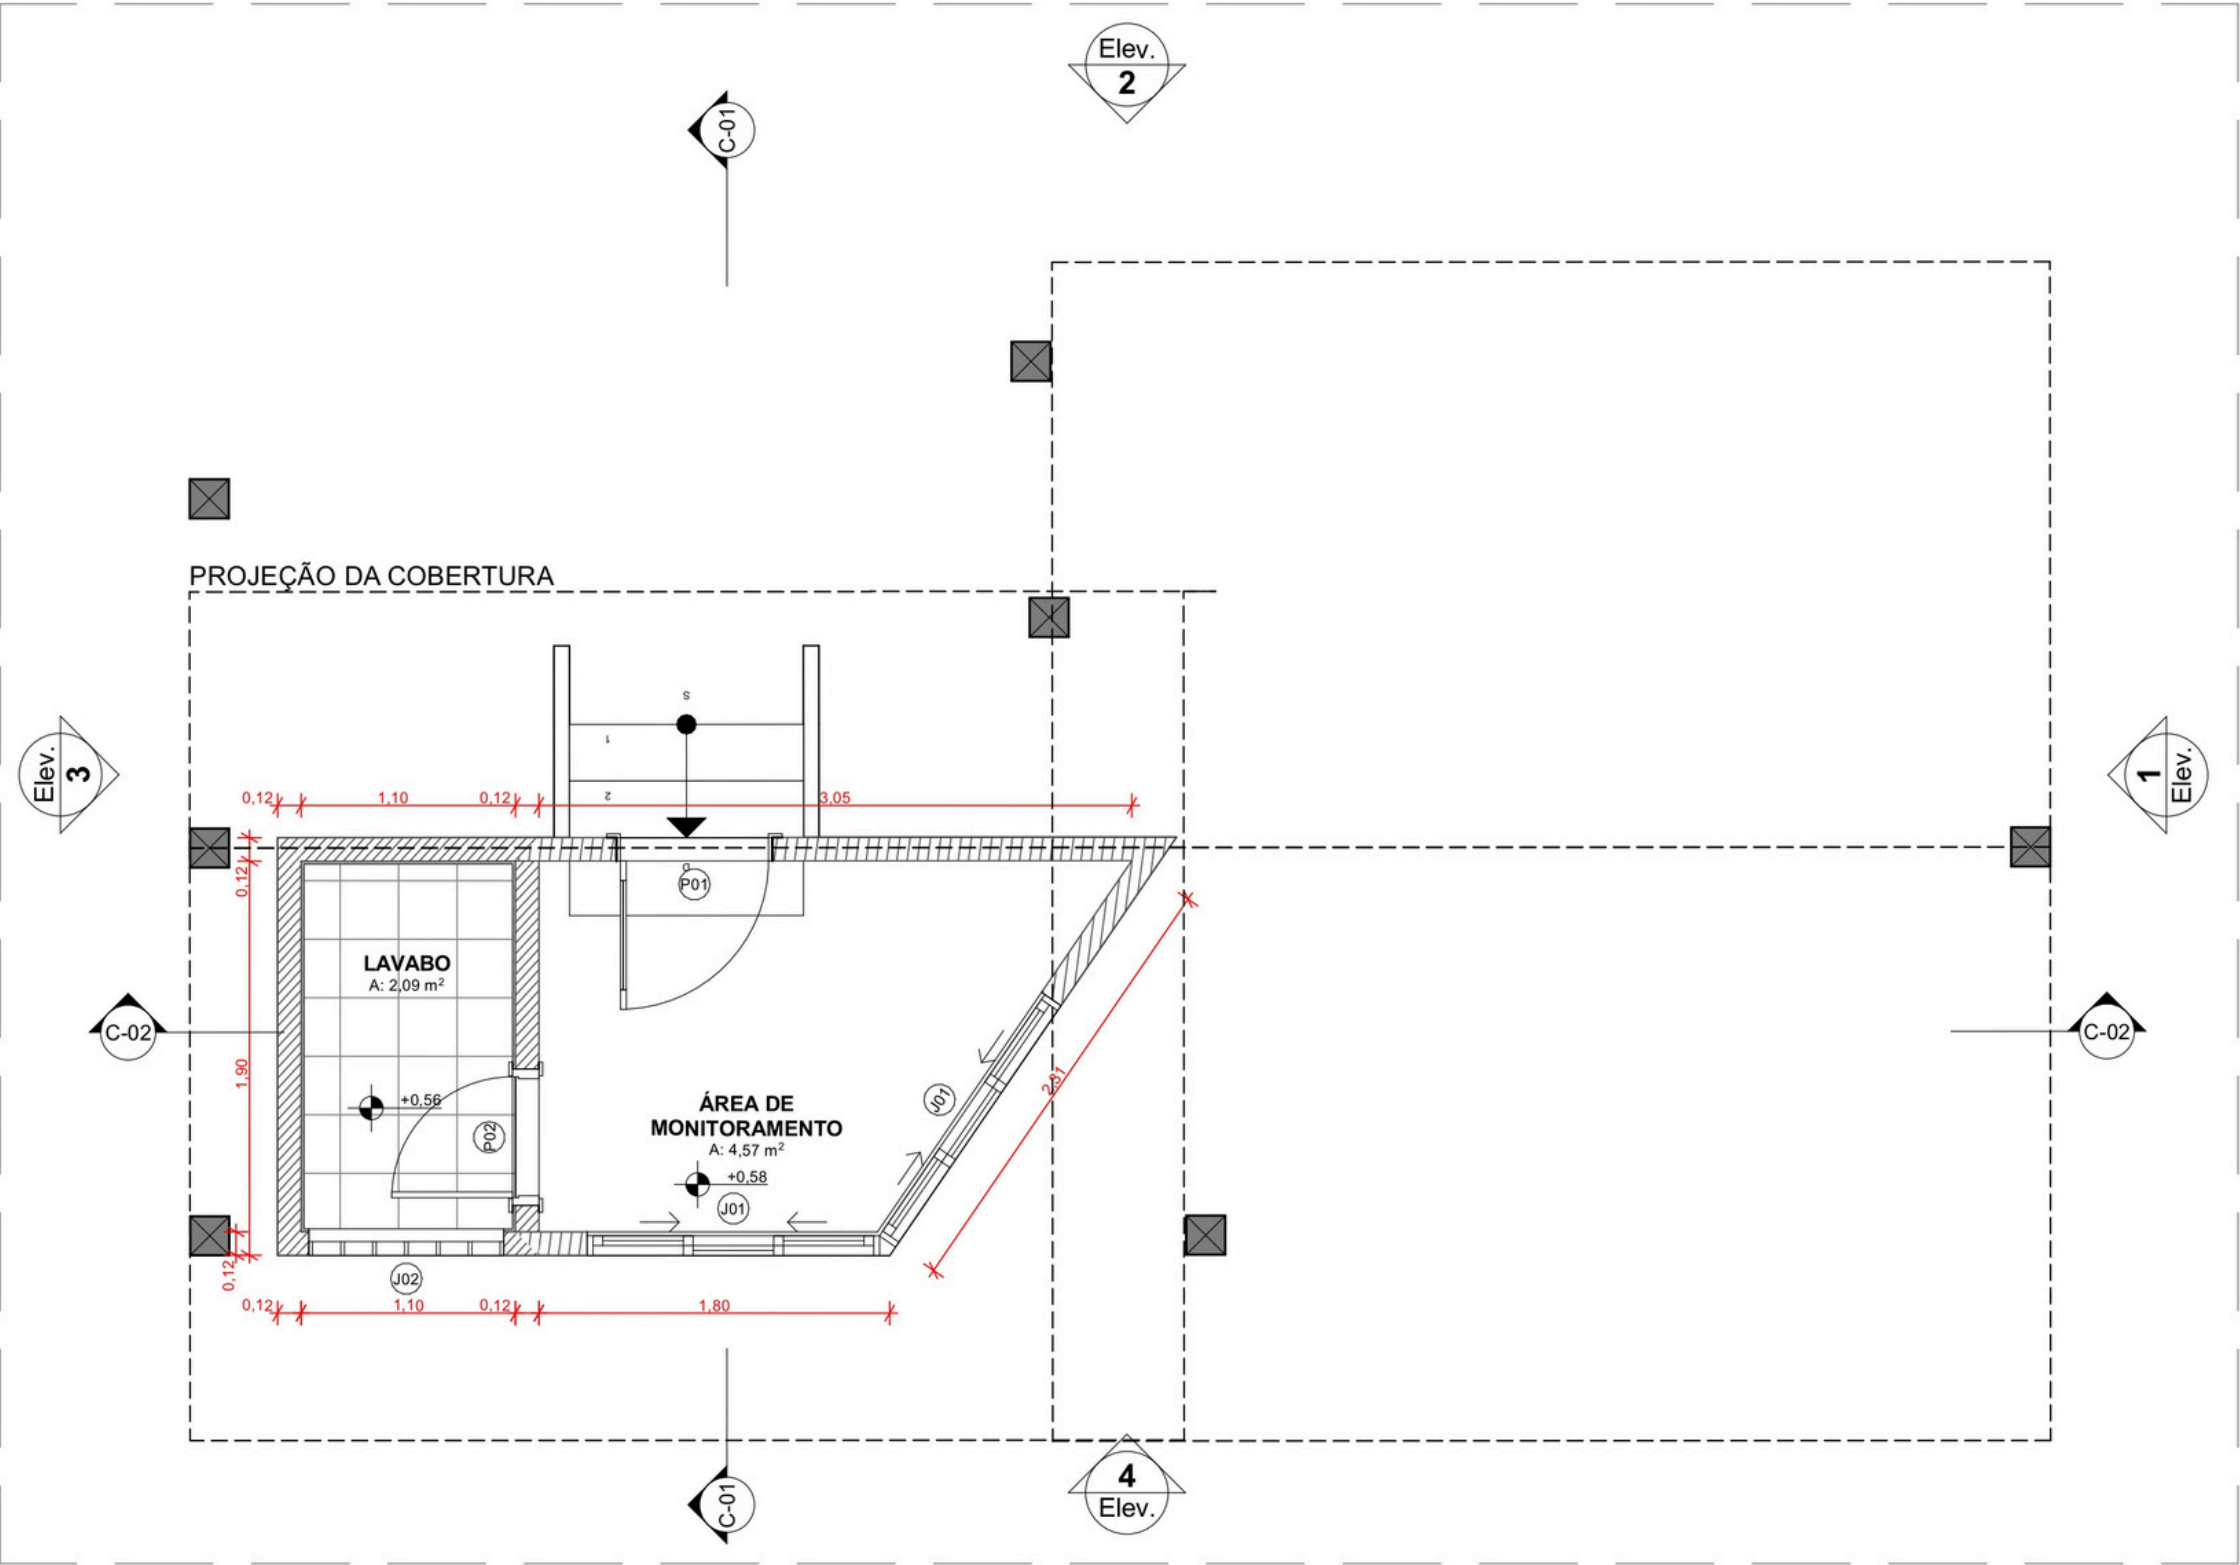 Elev.
2
C-01
PROJEÇÃO DA COBERTURA
S
1
2
Elev.
3
1
Elev.
0,12
1,10
0,12
3,05
0,12
D
P01
LAVABO
A: 2,09 m²
C-02
C-02
1,90
+0,56
P02
ÁREA DE
MONITORAMENTO
A: 4,57 m²
+0,58
J01
J01
2,31
0,12
J02
0,12
1,10
0,12
1,80
C-01
4
Elev.